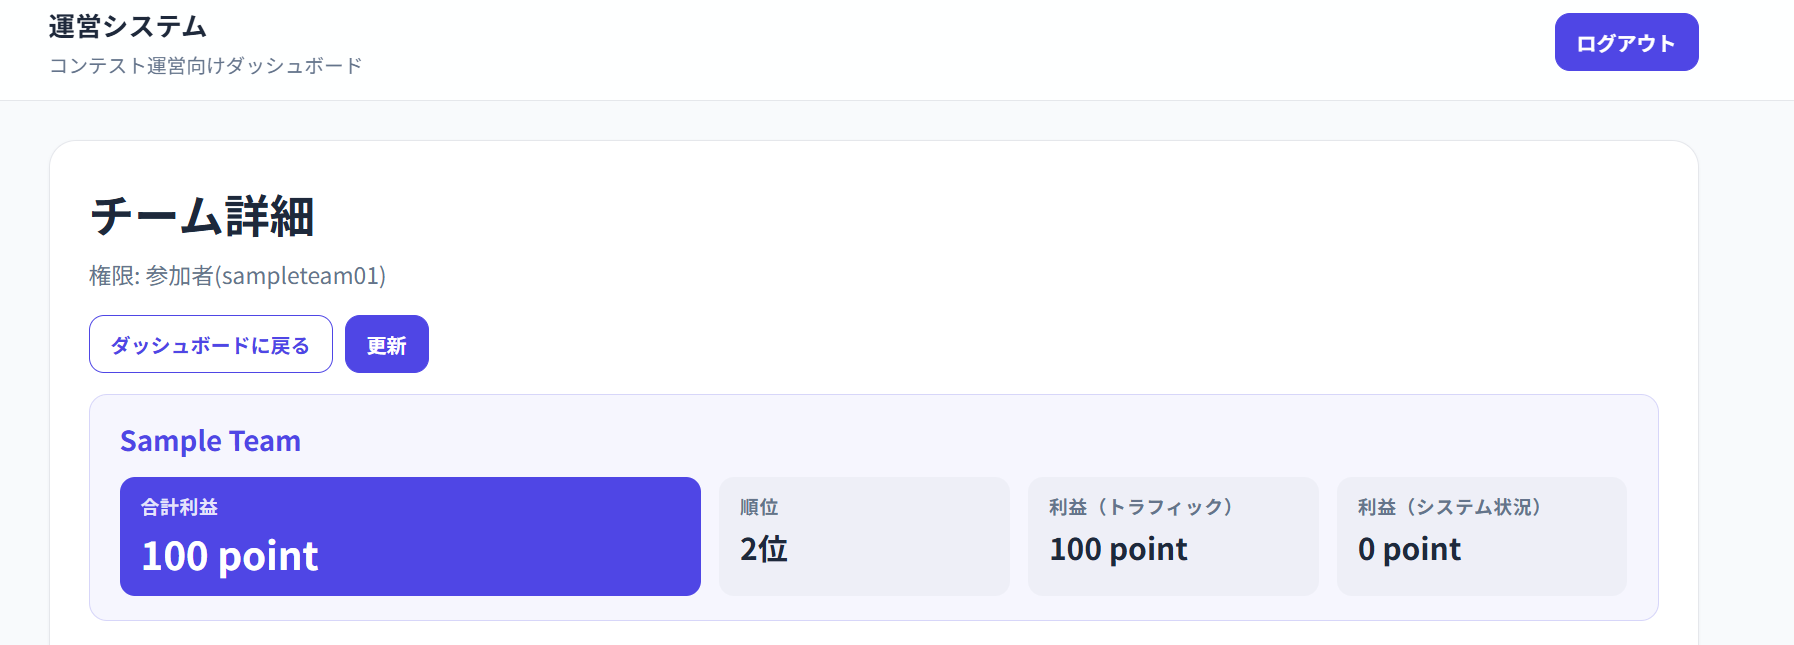 運営システム
コンテスト運営向けダッシュボード
ログアウト
チーム詳細
権限: 参加者(sampleteam01)
ダッシュボードに戻る
更新
Sample Team
合計利益
100 point
順位
2位
利益（トラフィック）
100 point
利益（システム状況）
0 point